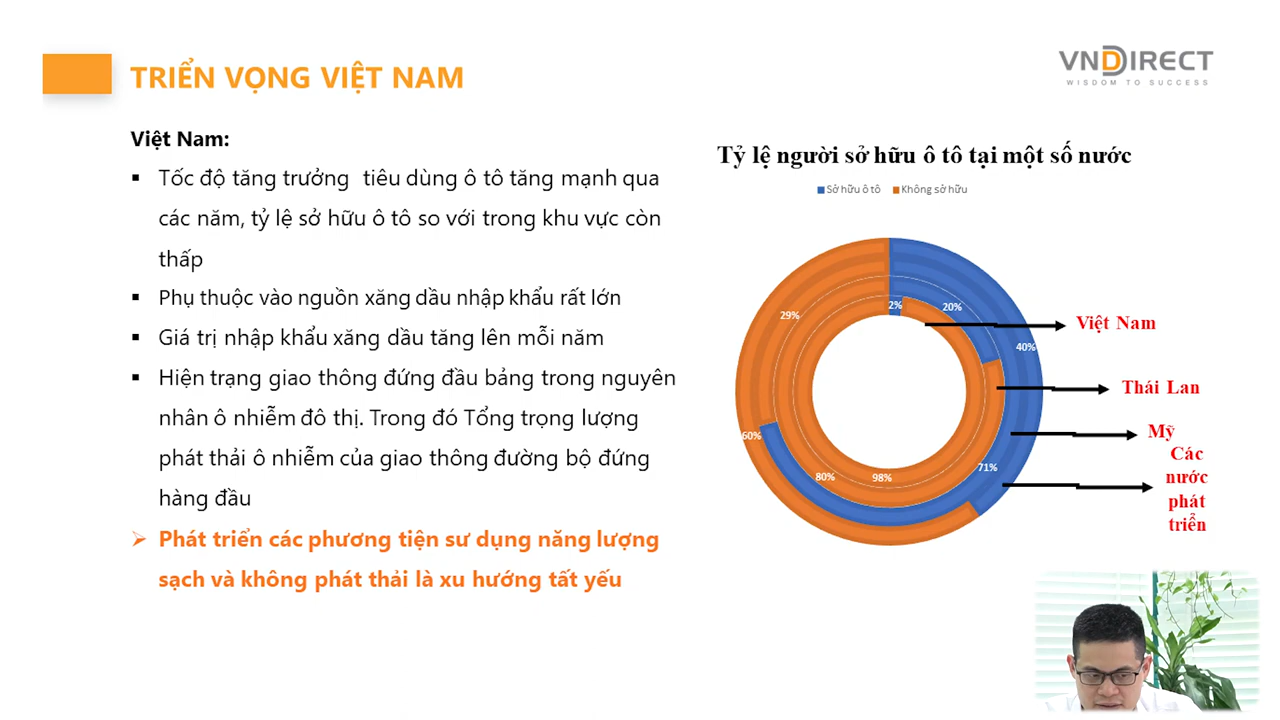 TRIỂN VỌNG VIỆT NAM
VNDIRECT
WISDOM TO SUCCESS
Việt Nam:
▪ Tốc độ tăng trưởng tiêu dùng ô tô tăng mạnh qua
các năm, tỷ lệ sở hữu ô tô so với trong khu vực còn
thấp
▪ Phụ thuộc vào nguồn xăng dầu nhập khẩu rất lớn
▪ Giá trị nhập khẩu xăng dầu tăng lên mỗi năm
▪ Hiện trạng giao thông đứng đầu bảng trong nguyên
nhân ô nhiễm đô thị. Trong đó Tổng trọng lượng
phát thải ô nhiễm của giao thông đường bộ đứng
hàng đầu
➢ Phát triển các phương tiện sư dụng năng lượng
sạch và không phát thải là xu hướng tất yếu
Tỷ lệ người sở hữu ô tô tại một số nước
Sở hữu ô tô
Không sở hữu
2%
20%
29%
40%
60%
71%
80%
98%
Việt Nam
Thái Lan
Mỹ
Các
nước
phát
triển